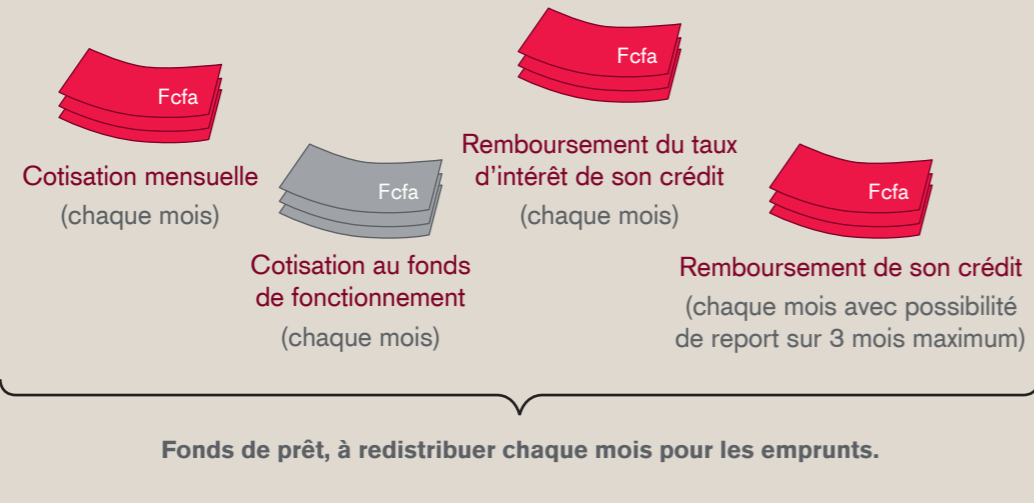 Fcfa
Cotisation mensuelle
(chaque mois)
Fcfa
Cotisation au fonds
de fonctionnement
(chaque mois)
Fcfa
Remboursement du taux
d'intérêt de son crédit
(chaque mois)
Fcfa
Remboursement de son crédit
(chaque mois avec possibilité
de report sur 3 mois maximum)
Fonds de prêt, à redistribuer chaque mois pour les emprunts.